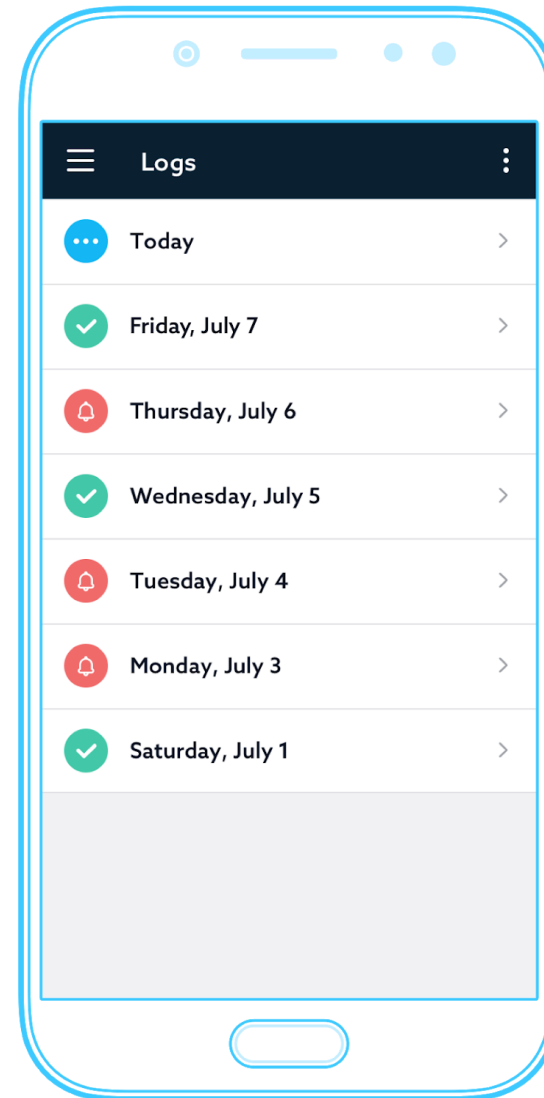 Logs
Today
Friday, July 7
Thursday, July 6
Wednesday, July 5
Tuesday, July 4
Monday, July 3
Saturday, July 1